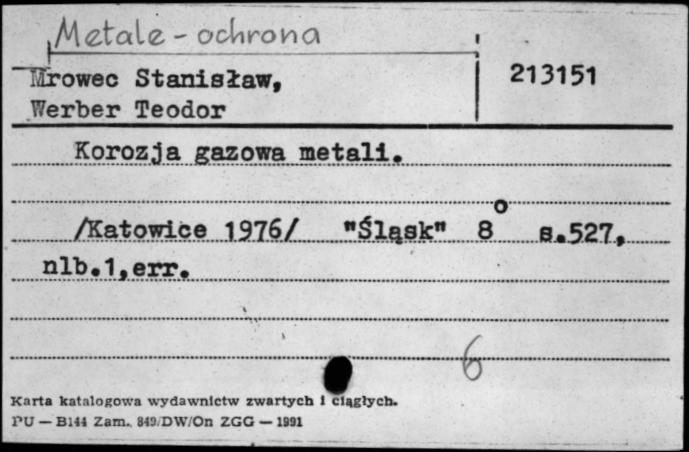 Metale - ochrona
Mrowec Stanisław,
213151
Werber Teodor
Korozja gazowa metali.
/Katowice 1976/ "Śląsk" 8° s.527,
nlb.1,err.
6
Karta katalogowa wydawnictw zwartych i ciągłych.
PU — B144 Zam. 849/DW/On ZGG — 1991